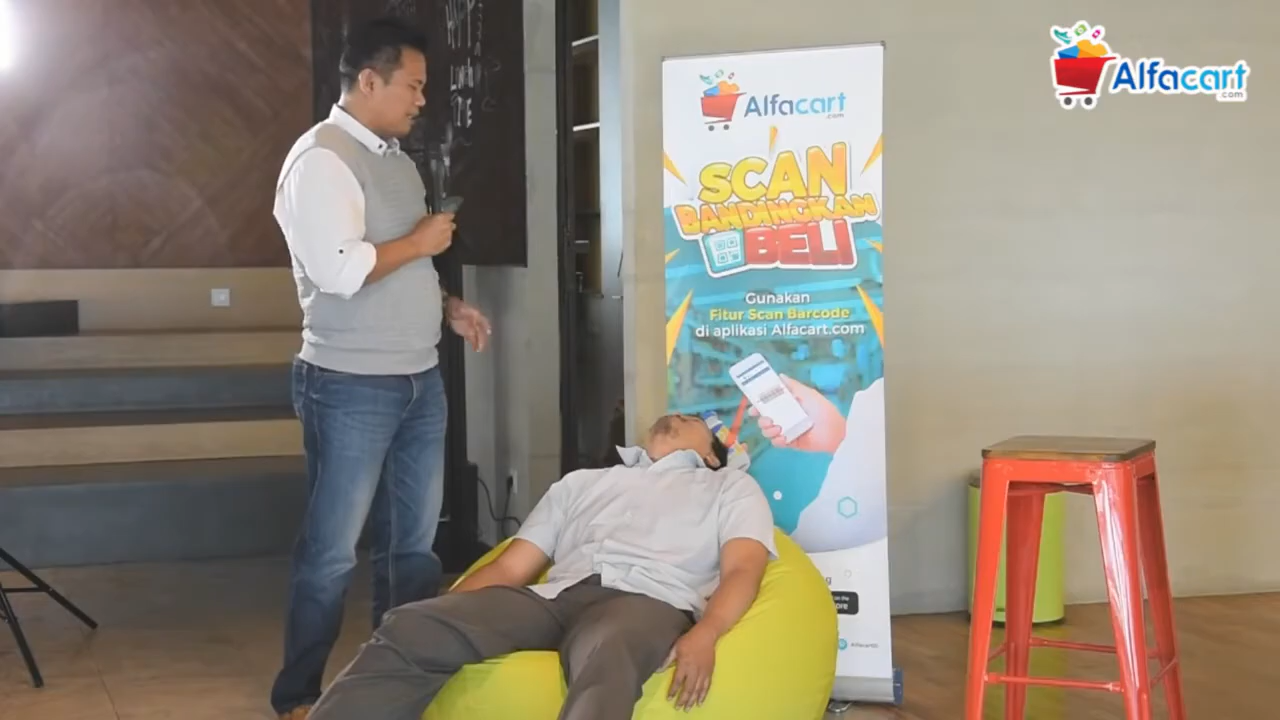 Alfacart
.com
Alfacart
.com
SCAN
BANDINGKAN
BELI
Gunakan
Fitur Scan Barcode
di aplikasi Alfacart.com